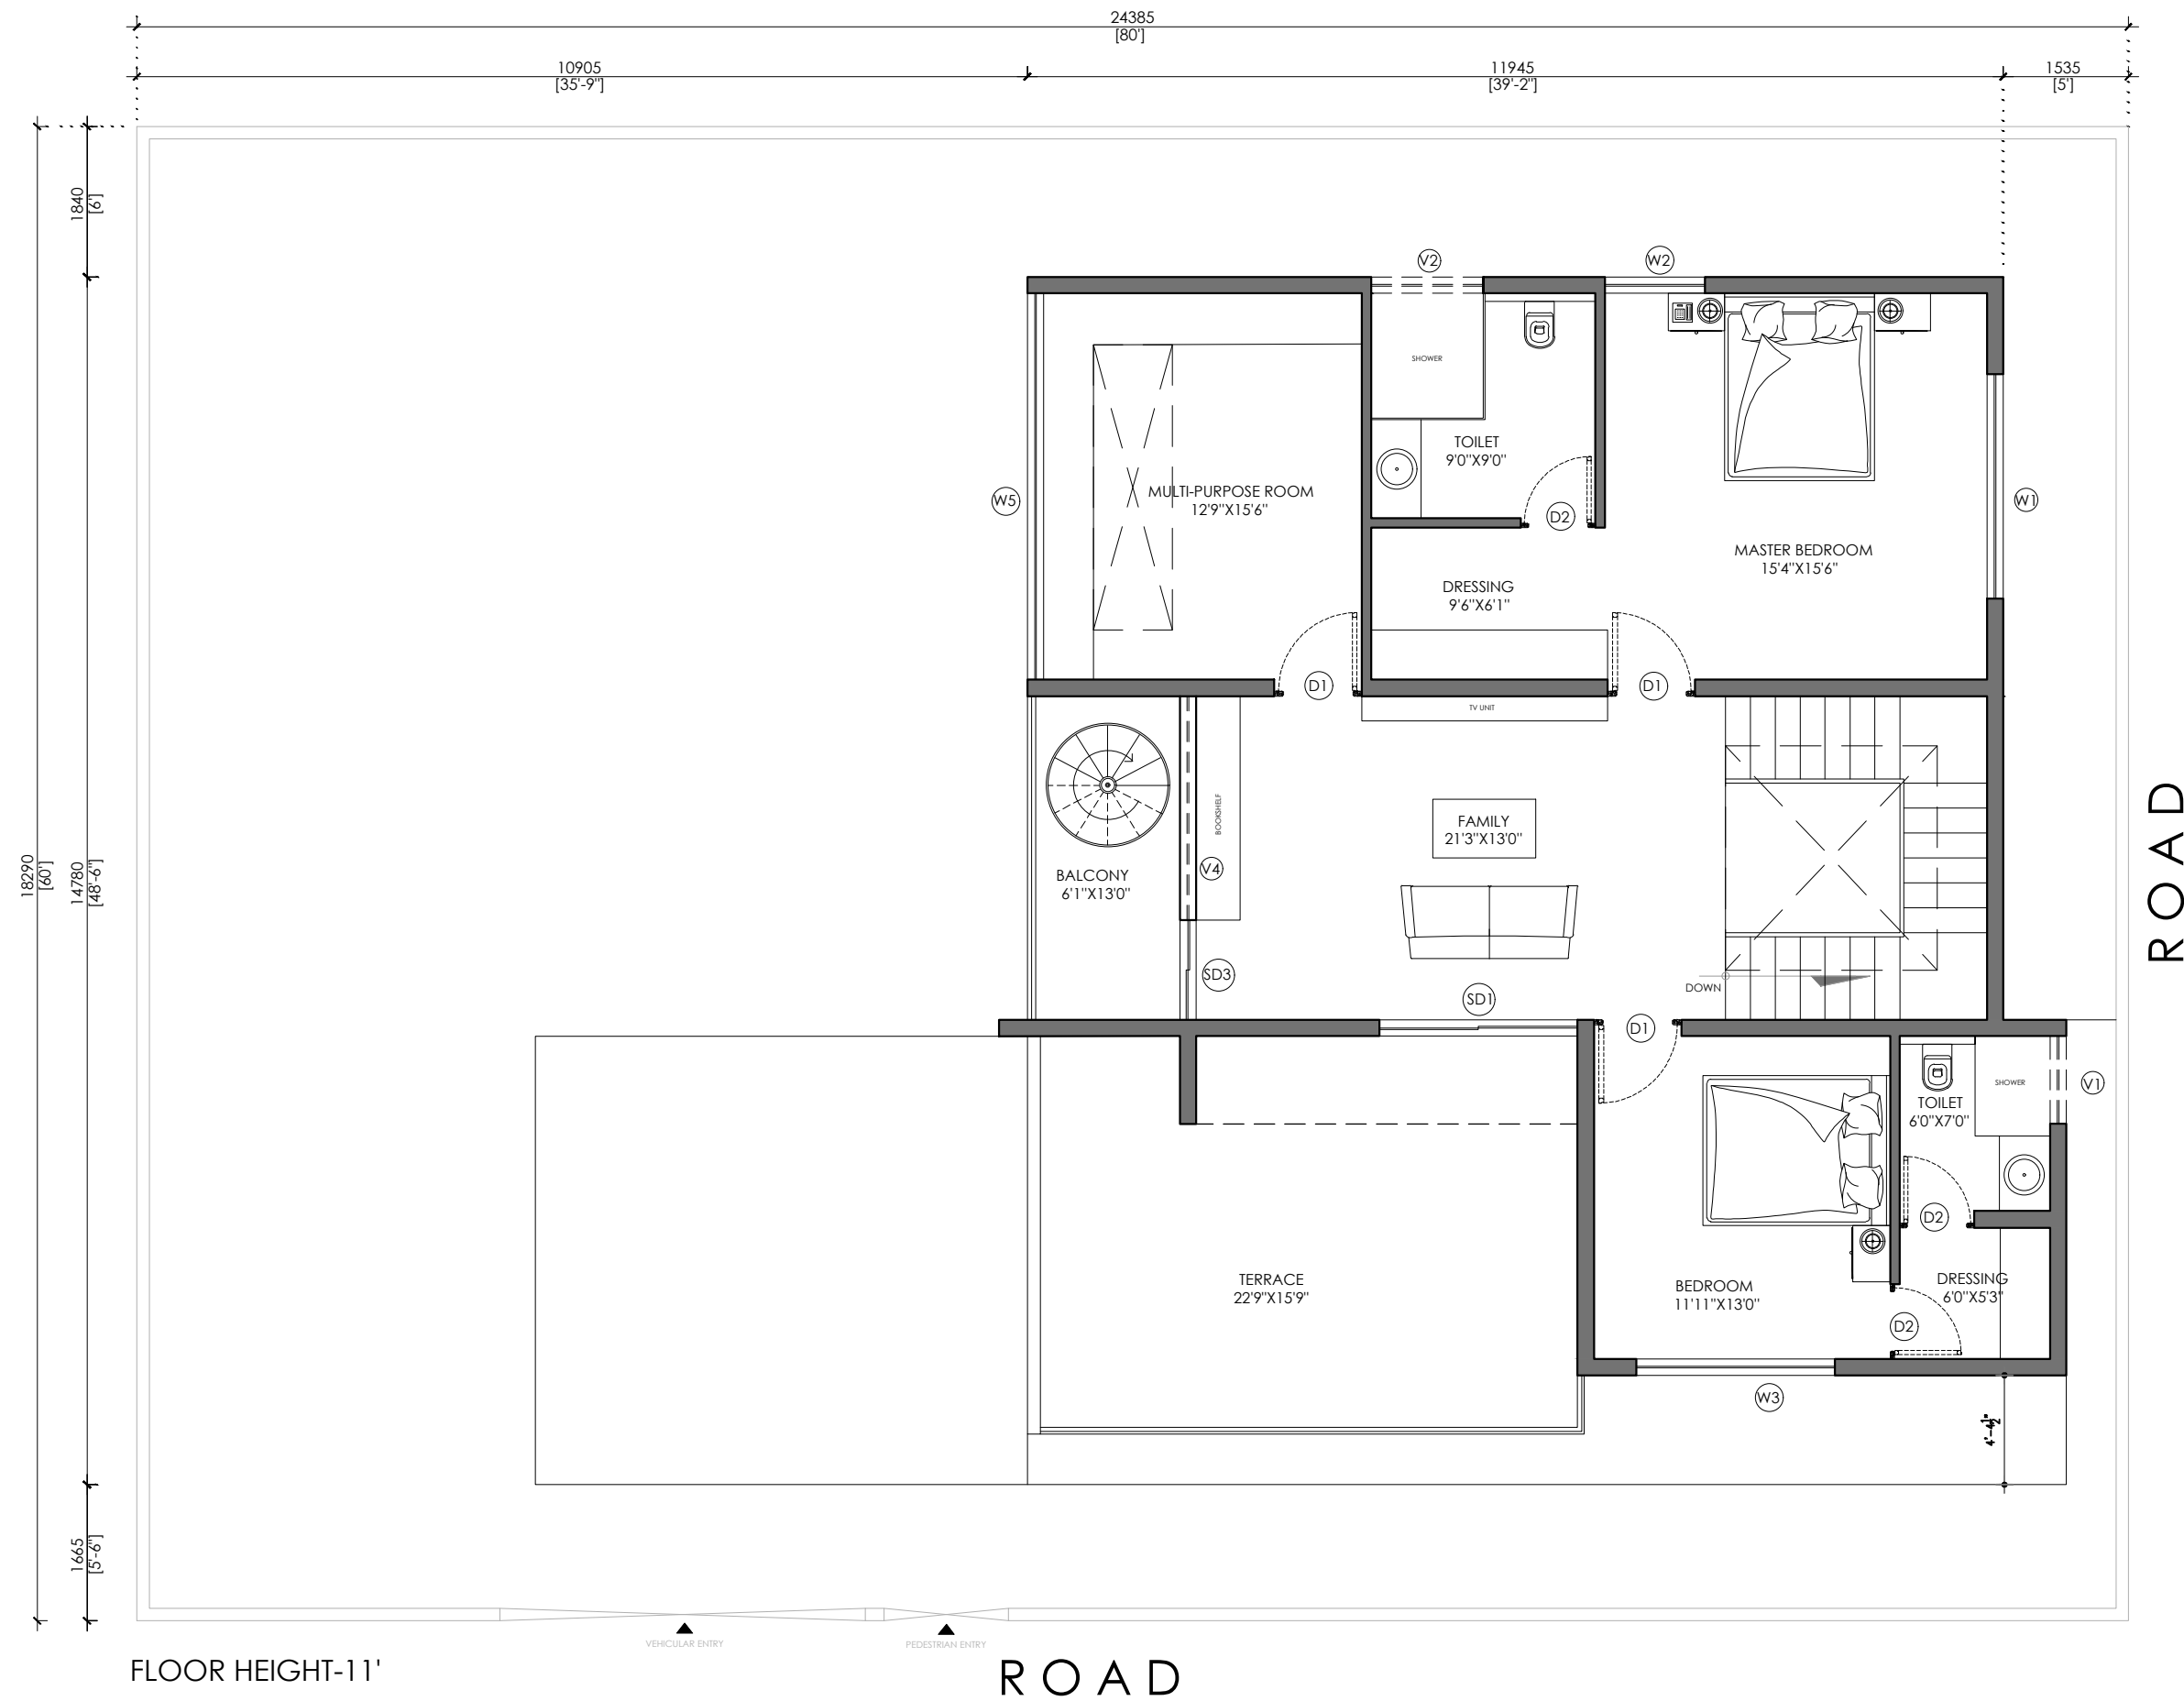 24385
[80']
10905
[35'-9"]
11945
[39'-2"]
1535
[5']
1840
[6']
18290
[60']
14780
[48'-6"]
1665
[5'-6"]
V2
W2
SHOWER
TOILET
9'0"X9'0"
W5
MULTI-PURPOSE ROOM
12'9"X15'6"
D2
W1
MASTER BEDROOM
15'4"X15'6"
DRESSING
9'6"X6'1"
D1
D1
TV UNIT
BOOKSHELF
FAMILY
21'3"X13'0"
BALCONY
6'1"X13'0"
V4
SD3
SD1
DOWN
D1
ROAD
SHOWER
V1
TOILET
6'0"X7'0"
D2
TERRACE
22'9"X15'9"
BEDROOM
11'11"X13'0"
DRESSING
6'0"X5'3"
D2
W3
4'-4½"
VEHICULAR ENTRY
PEDESTRIAN ENTRY
FLOOR HEIGHT-11'
ROAD